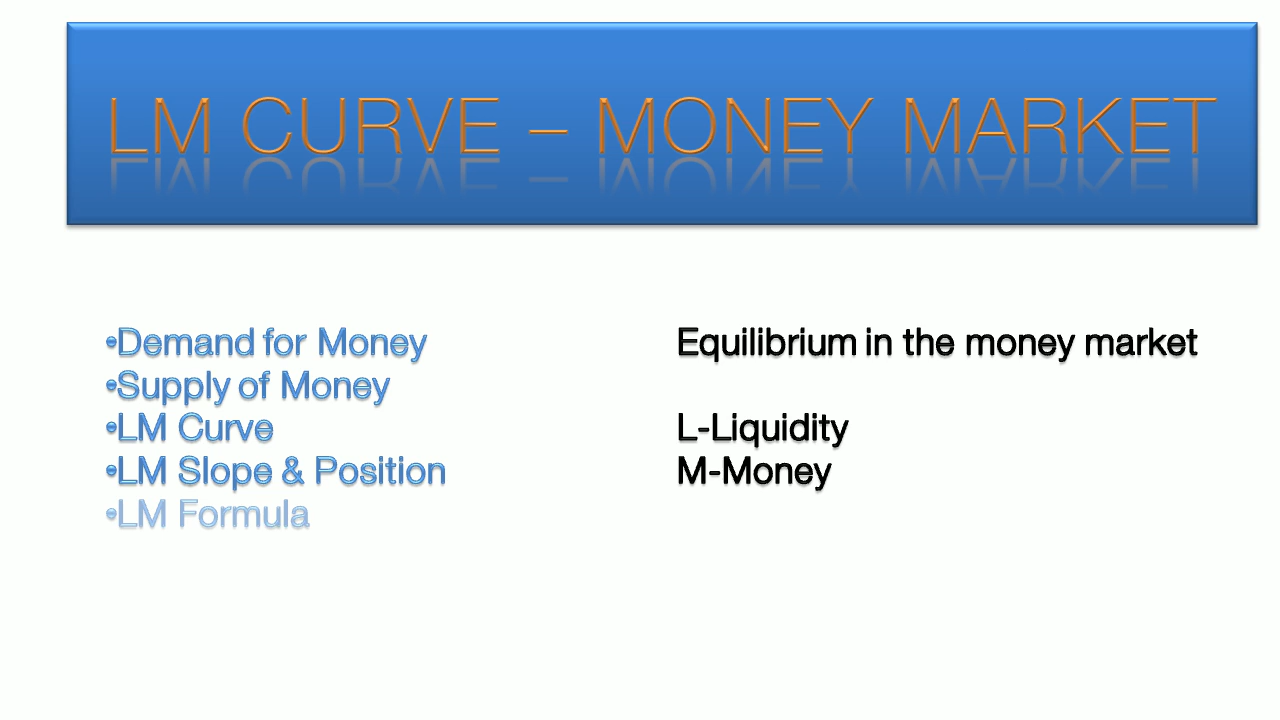 LM CURVE – MONEY MARKET
•Demand for Money
•Supply of Money
•LM Curve
•LM Slope & Position
•LM Formula
Equilibrium in the money market
L-Liquidity
M-Money